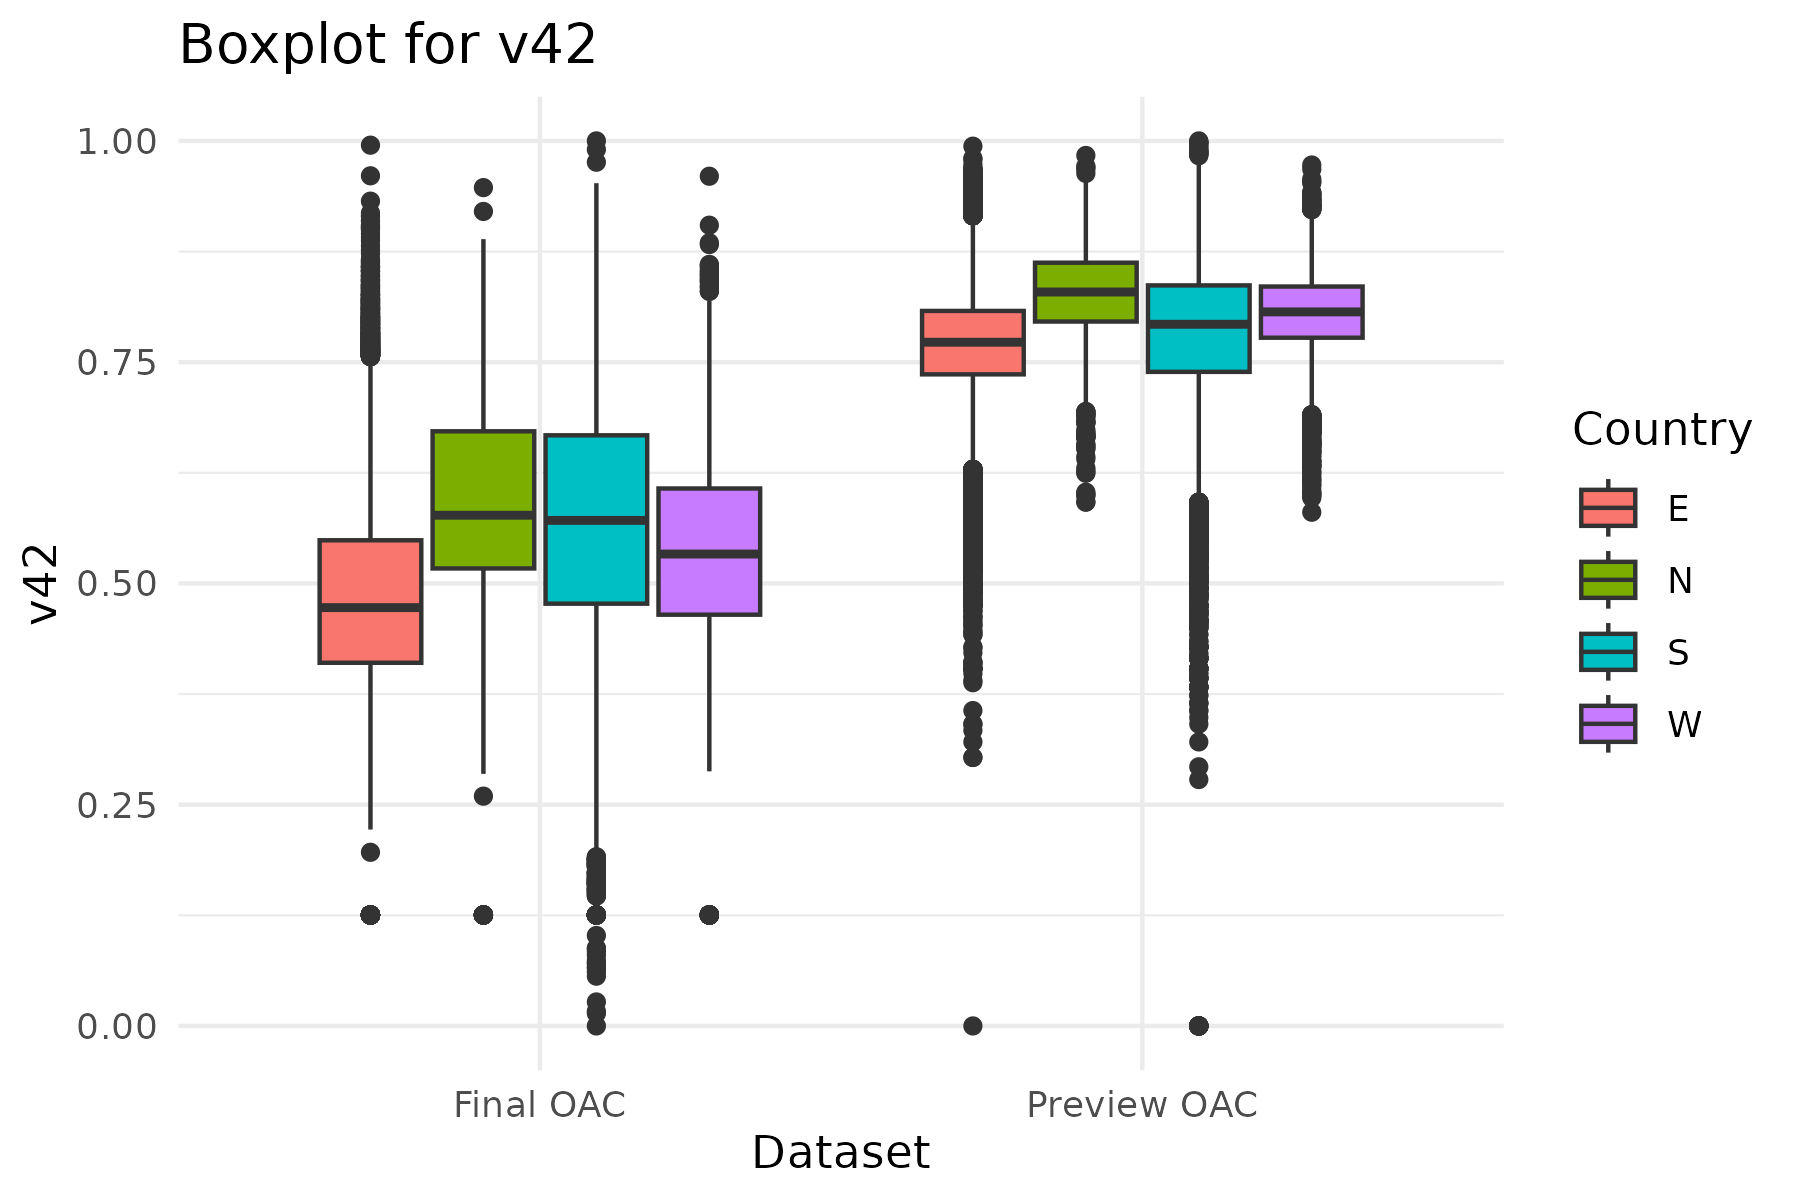 Boxplot for v42
1.00
0.75
0.50
0.25
0.00
v42
Final OAC
Preview OAC
Dataset
Country
E
N
S
W